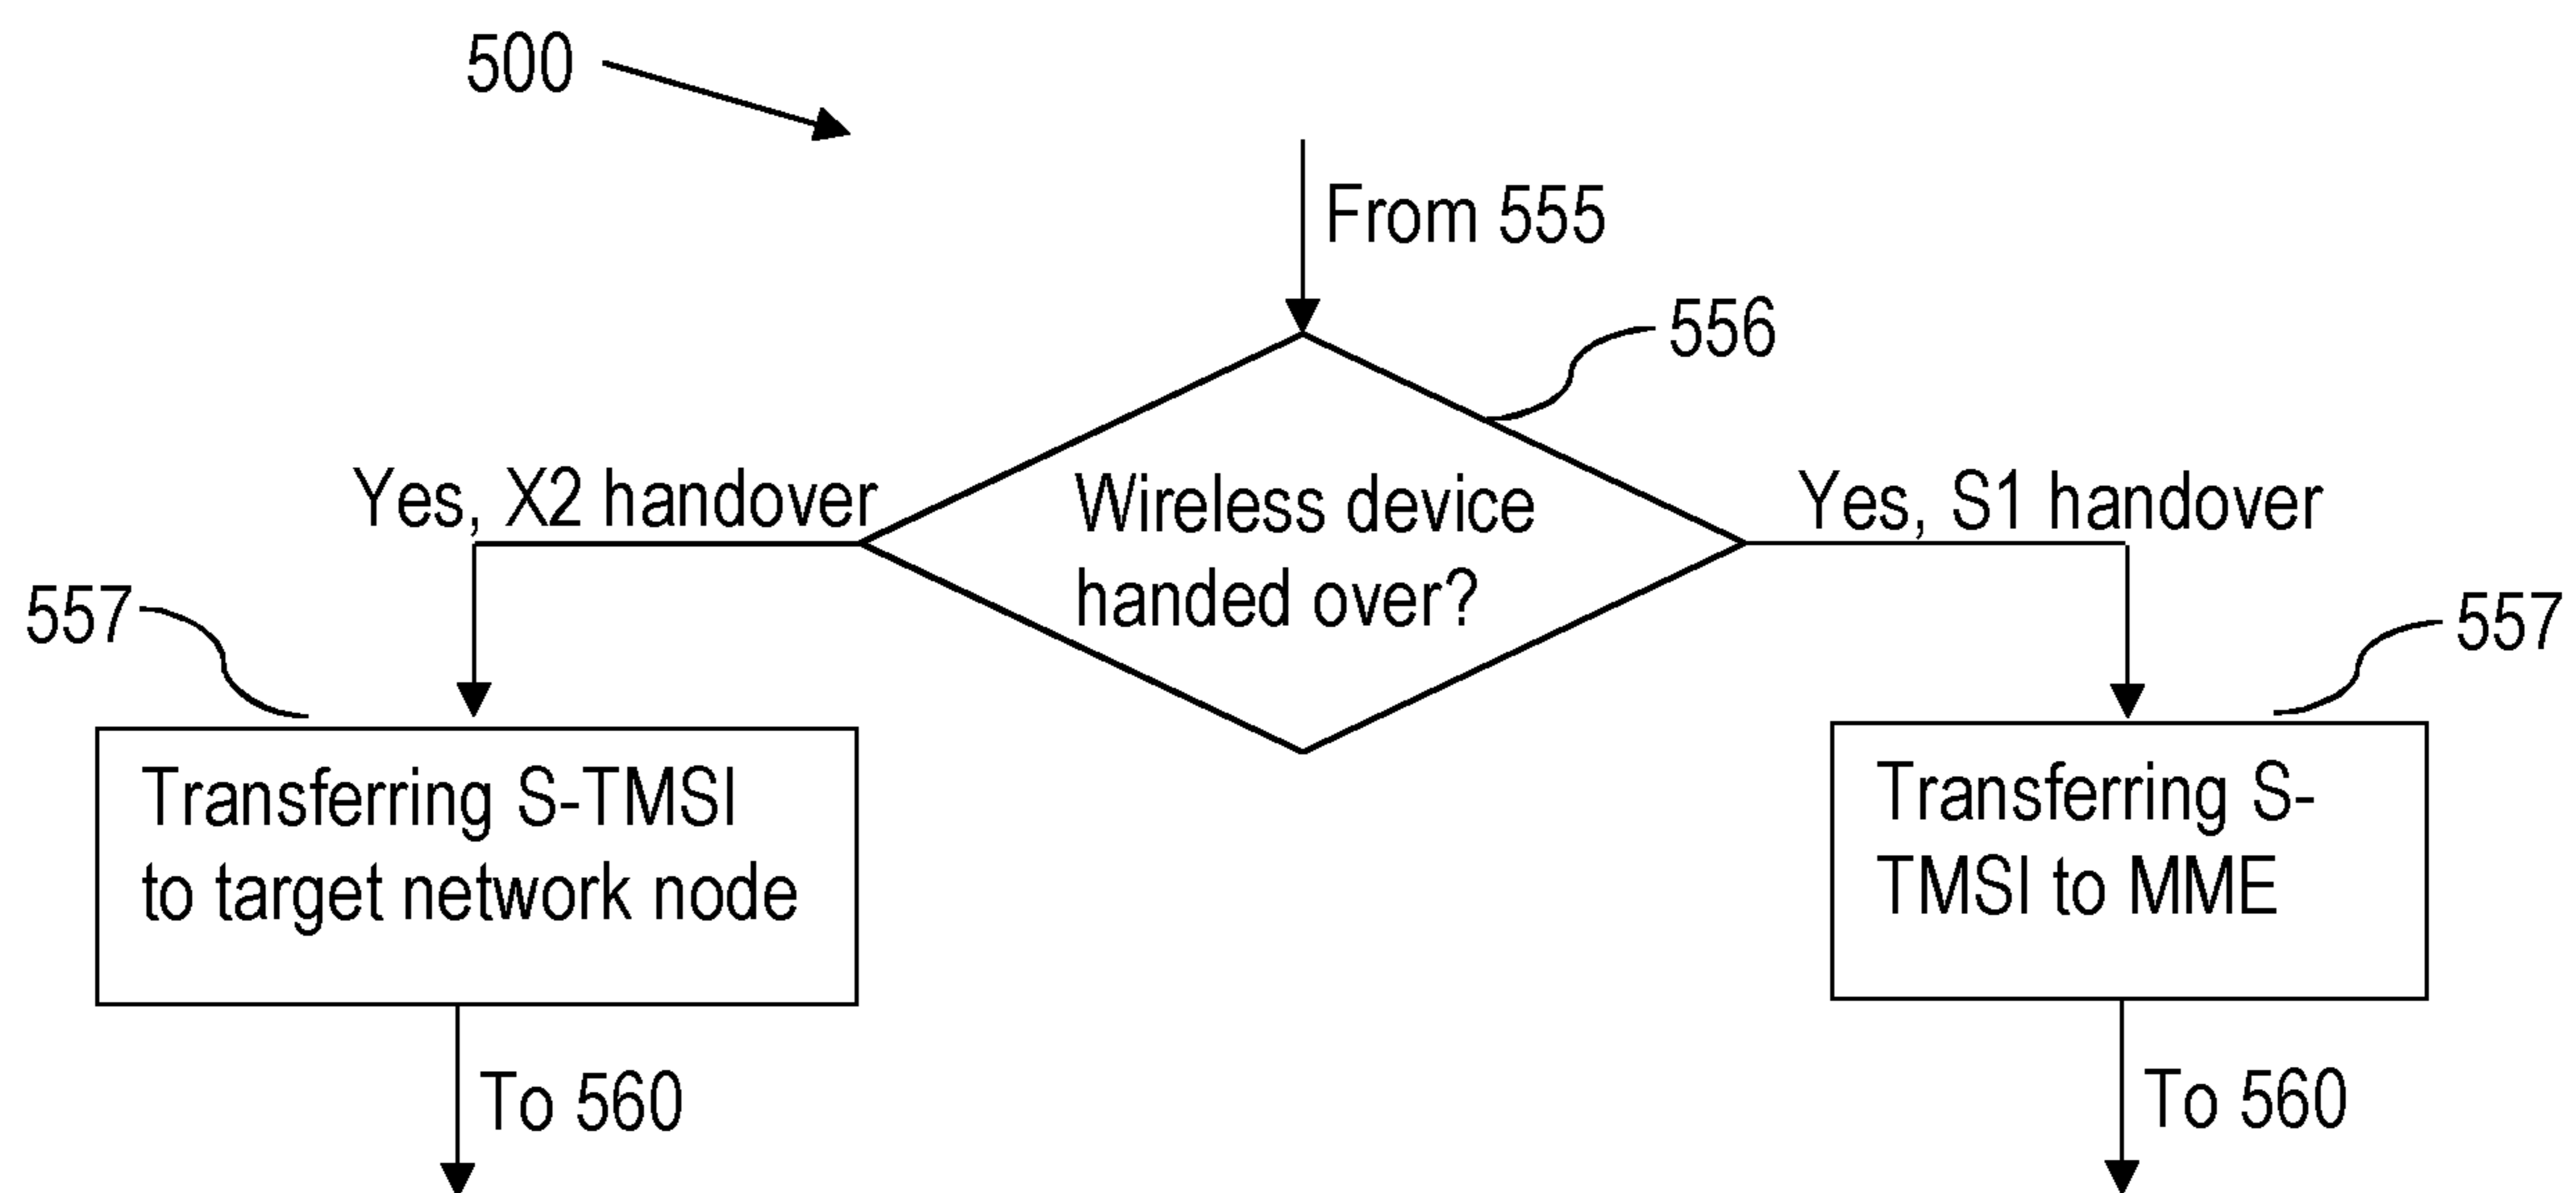 500
From 555
556
Yes, X2 handover
Wireless device
handed over?
Yes, S1 handover
557
557
Transferring S-TMSI
to target network node
Transferring S-
TMSI to MME
To 560
To 560